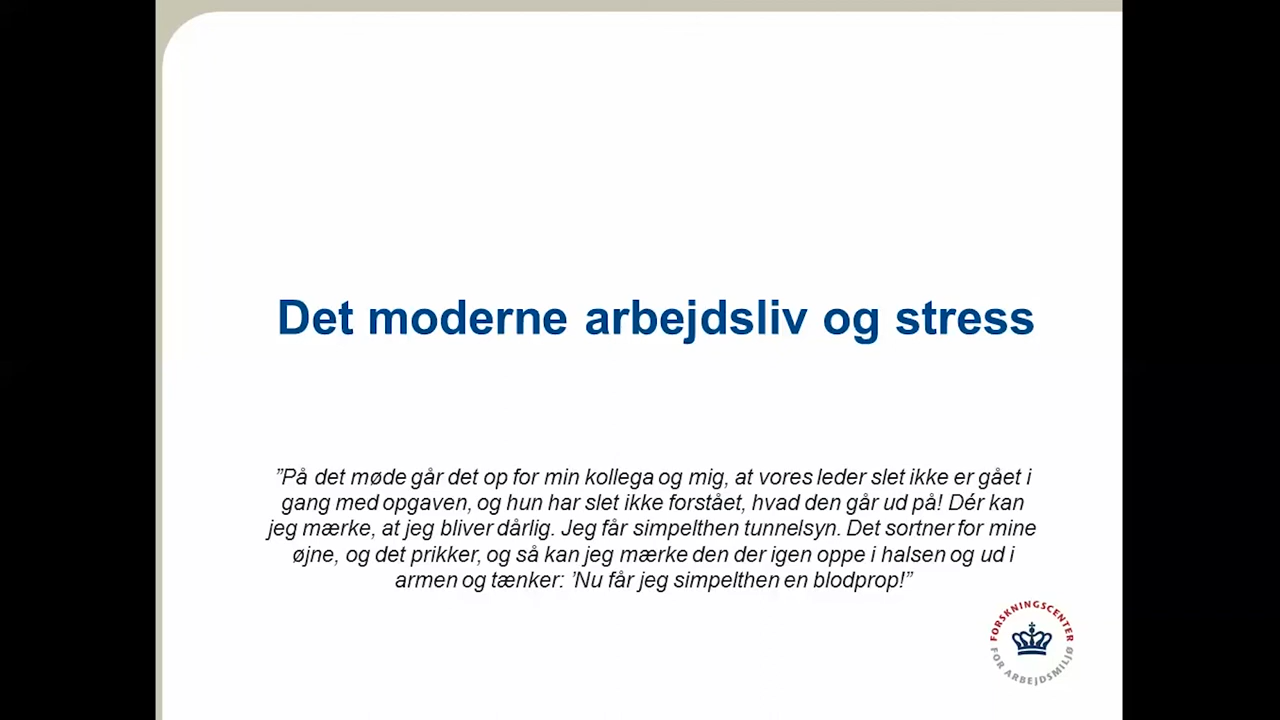 Det moderne arbejdsliv og stress
”På det møde går det op for min kollega og mig, at vores leder slet ikke er gået i
gang med opgaven, og hun har slet ikke forstået, hvad den går ud på! Dér kan
jeg mærke, at jeg bliver dårlig. Jeg får simpelthen tunnelsyn. Det sortner for mine
øjne, og det prikker, og så kan jeg mærke den der igen oppe i halsen og ud i
armen og tænker: ’Nu får jeg simpelthen en blodprop!”
FORSKNINGSCENTER
FOR ARBEJDSMILJØ